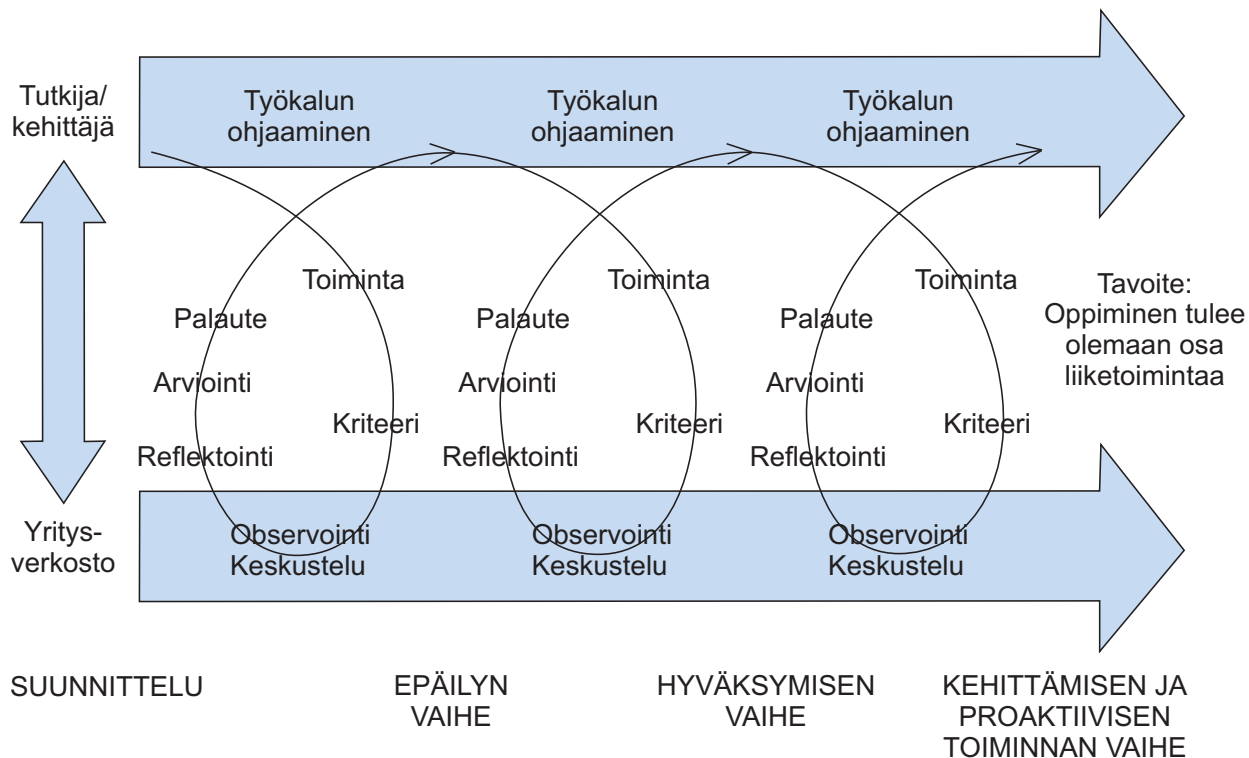 Tutkija/
kehittäjä
Työkalun
ohjaaminen
Työkalun
ohjaaminen
Työkalun
ohjaaminen
Toiminta
Palaute
Arviointi
Kriteeri
Reflektointi
Toiminta
Palaute
Arviointi
Kriteeri
Reflektointi
Toiminta
Palaute
Arviointi
Kriteeri
Reflektointi
Tavoite:
Oppiminen tulee
olemaan osa
liiketoimintaa
Yritys-
verkosto
Observointi
Keskustelu
Observointi
Keskustelu
Observointi
Keskustelu
SUUNNITTELU
EPÄILYN
VAIHE
HYVÄKSYMISEN
VAIHE
KEHITTÄMISEN JA
PROAKTIIVISEN
TOIMINNAN VAIHE